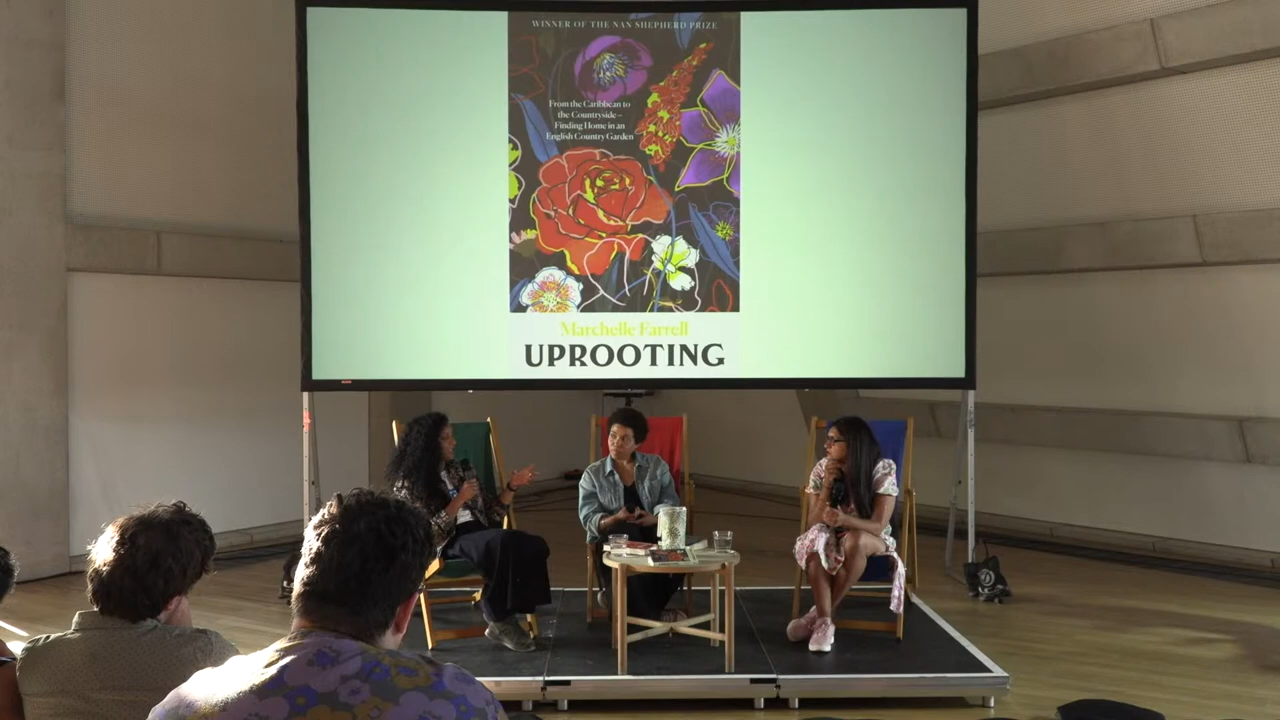 WINNER OF THE NAN SHEPHERD PRIZE
From the Caribbean to
the Countryside –
Finding Home in an
English Country Garden
Marchelle Farrell
UPROOTING